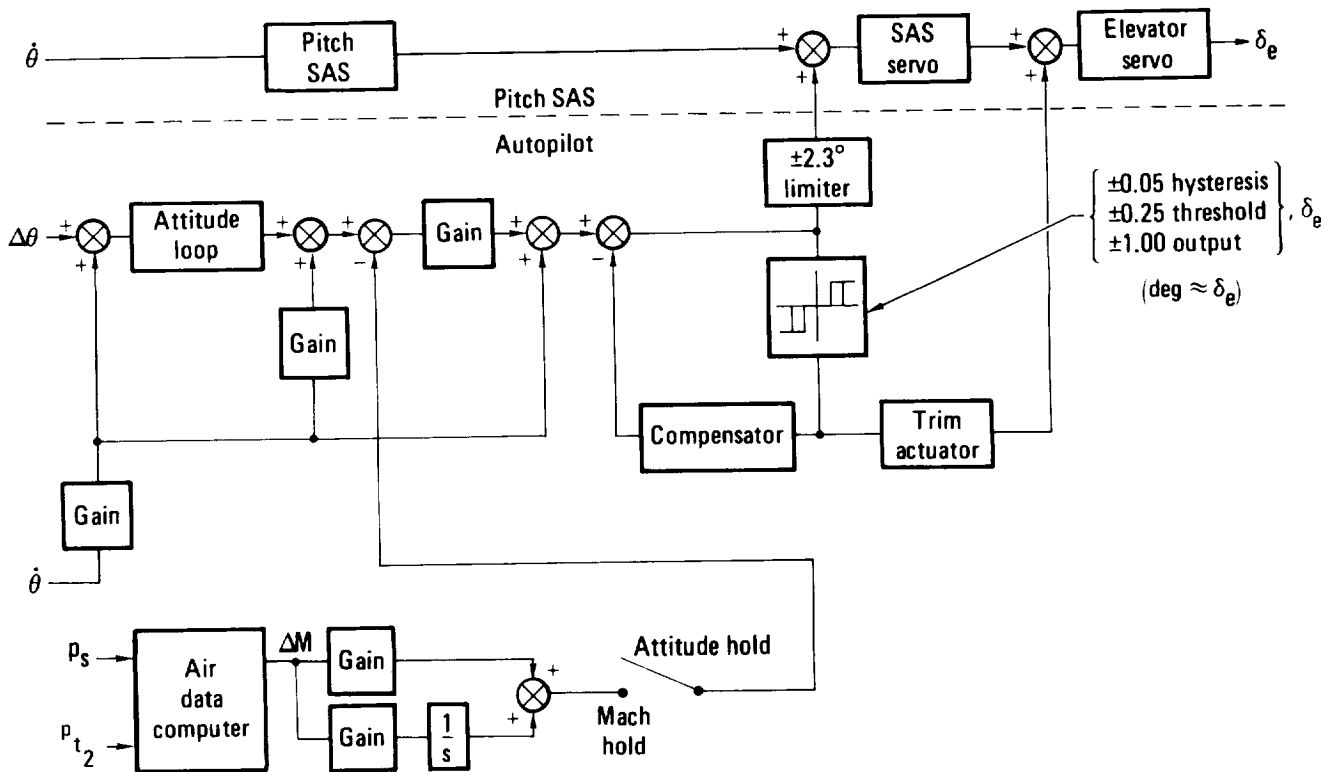 θ̇
Pitch
SAS
+
+
SAS
servo
+
+
Elevator
servo
δe
Pitch SAS
Autopilot
±2.3°
limiter
±0.05 hysteresis
±0.25 threshold
±1.00 output
, δe
(deg ≈ δe)
Δθ
+
+
Attitude
loop
+
+
+
-
Gain
+
+
+
-
Gain
Compensator
Trim
actuator
Gain
θ̇
ps
pt2
Air
data
computer
ΔM
Gain
Gain
1
s
+
+
Attitude hold
Mach
hold